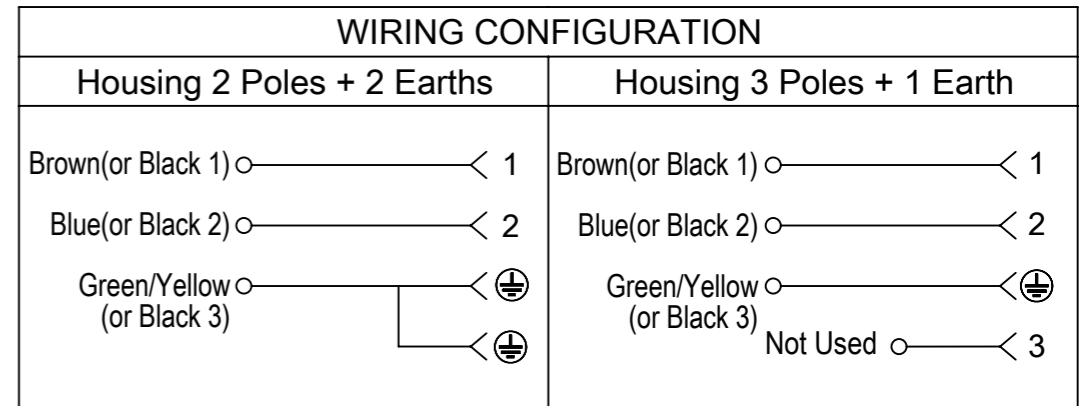 WIRING CONFIGURATION
Housing 2 Poles + 2 Earths
Brown(or Black 1) 1
Blue(or Black 2) 2
Green/Yellow
(or Black 3)
Housing 3 Poles + 1 Earth
Brown(or Black 1) 1
Blue(or Black 2) 2
Green/Yellow
(or Black 3)
Not Used 3